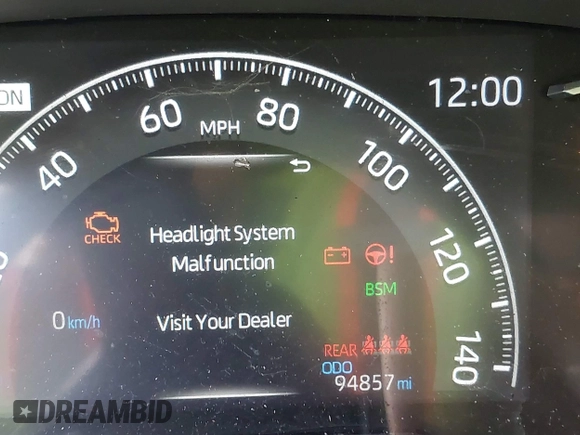 ON
12:00
40
60
80
100
120
140
MPH
CHECK
Headlight System
Malfunction
BSM
0 km/h
Visit Your Dealer
REAR
ODO
94857 mi
DREAMBID